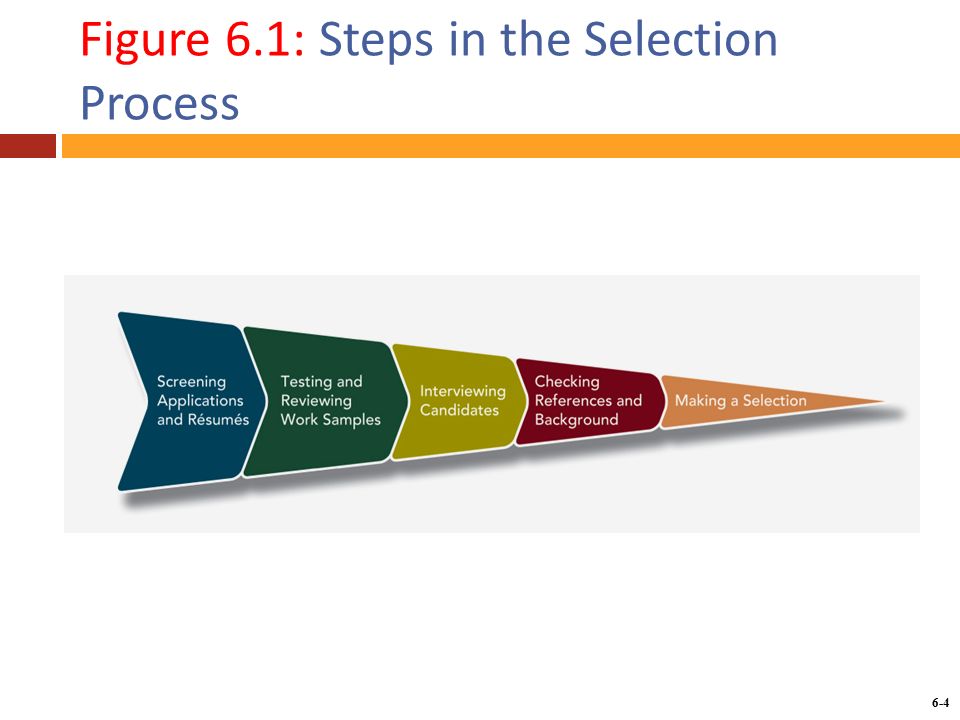 Figure 6.1: Steps in the Selection
Process
Screening
Applications
and Résumés
Testing and
Reviewing
Work Samples
Interviewing
Candidates
Checking
References and
Background
Making a Selection
6-4